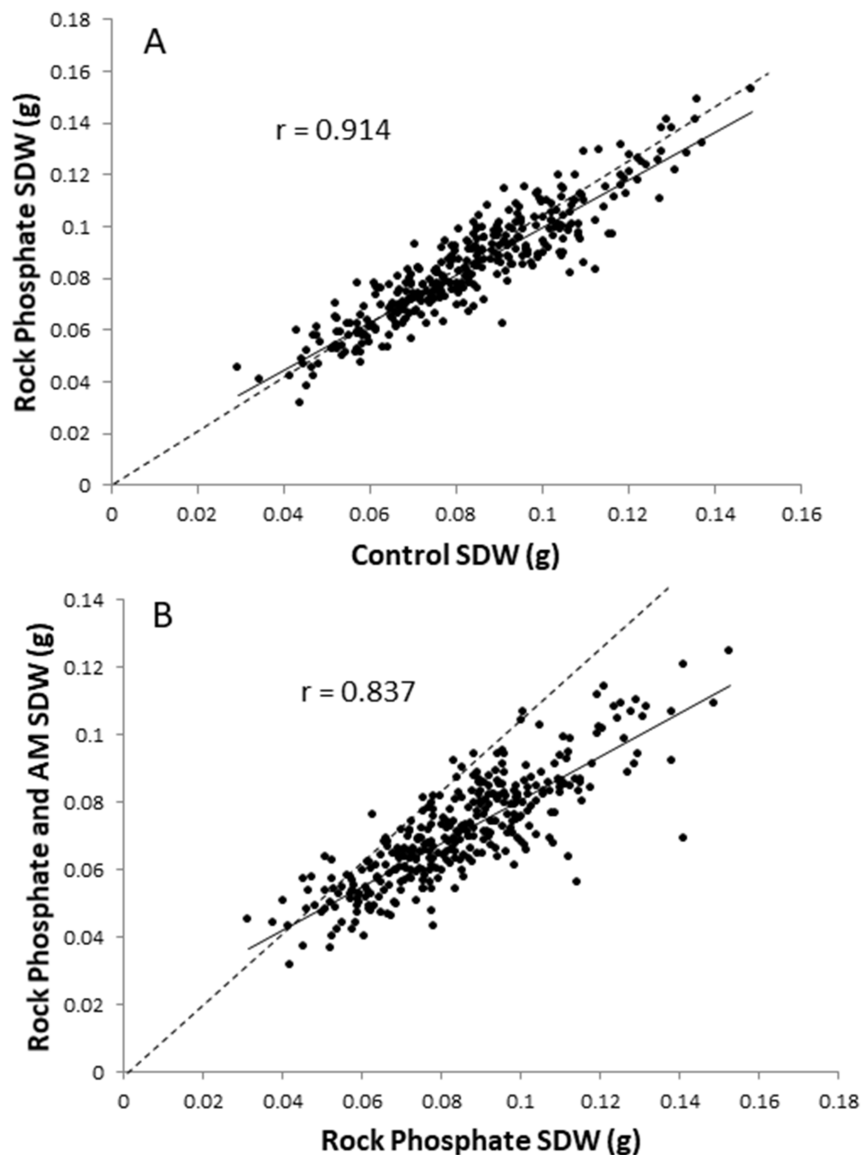 A
r = 0.914
Rock Phosphate SDW (g)
0.18
0.16
0.14
0.12
0.1
0.08
0.06
0.04
0.02
0
0 0.02 0.04 0.06 0.08 0.1 0.12 0.14 0.16
Control SDW (g)
B
r = 0.837
Rock Phosphate and AM SDW (g)
0.14
0.12
0.1
0.08
0.06
0.04
0.02
0
0 0.02 0.04 0.06 0.08 0.1 0.12 0.14 0.16 0.18
Rock Phosphate SDW (g)